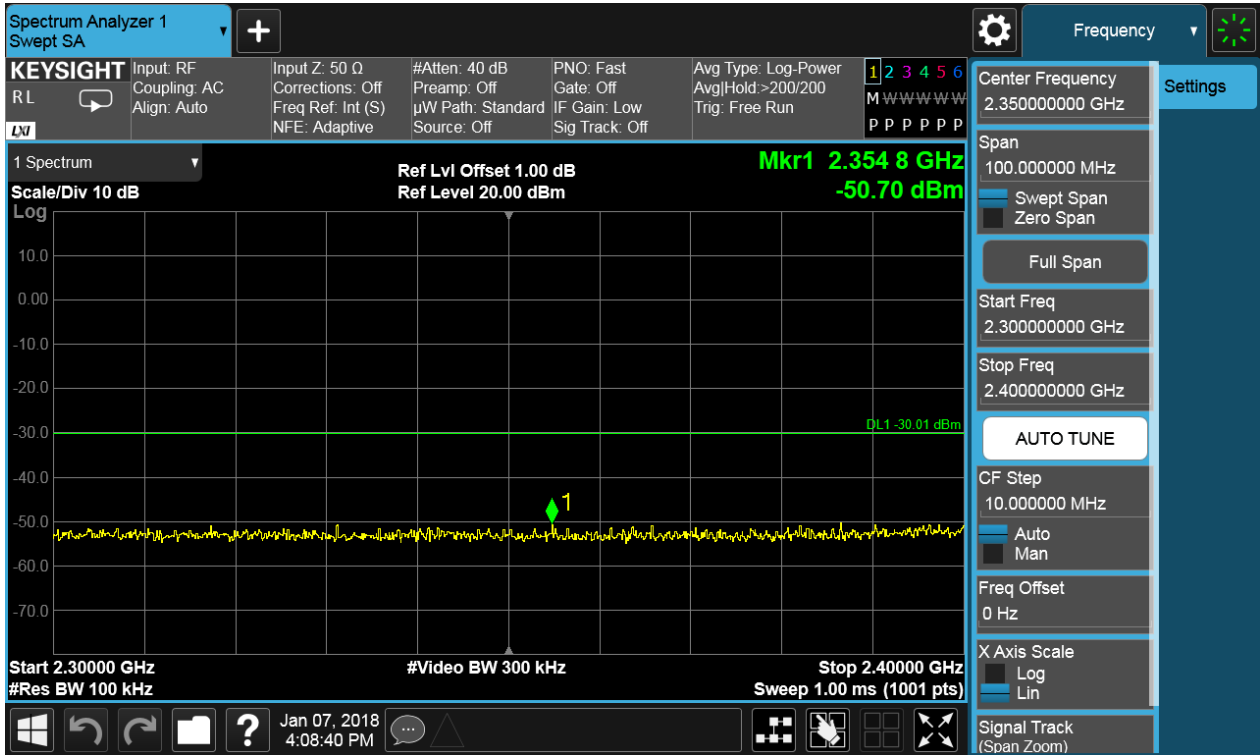 Spectrum Analyzer 1
Swept SA
+
Frequency
KEYSIGHT
RL
LXI
Input: RF
Coupling: AC
Align: Auto
Input Z: 50 Ω
Corrections: Off
Freq Ref: Int (S)
NFE: Adaptive
#Atten: 40 dB
Preamp: Off
µW Path: Standard
Source: Off
PNO: Fast
Gate: Off
IF Gain: Low
Sig Track: Off
Avg Type: Log-Power
Avg|Hold:>200/200
Trig: Free Run
1 2 3 4 5 6
M W W W W W
P P P P P P
1 Spectrum
Scale/Div 10 dB
Log
Ref Lvl Offset 1.00 dB
Ref Level 20.00 dBm
Mkr1 2.354 8 GHz
-50.70 dBm
10.0
0.00
-10.0
-20.0
-30.0
-40.0
-50.0
-60.0
-70.0
DL1 -30.01 dBm
1
Start 2.30000 GHz
#Res BW 100 kHz
#Video BW 300 kHz
Stop 2.40000 GHz
Sweep 1.00 ms (1001 pts)
Center Frequency
2.350000000 GHz
Span
100.000000 MHz
Swept Span
Zero Span
Full Span
Start Freq
2.300000000 GHz
Stop Freq
2.400000000 GHz
AUTO TUNE
CF Step
10.000000 MHz
Auto
Man
Freq Offset
0 Hz
X Axis Scale
Log
Lin
Signal Track
(Span Zoom)
Settings
?
Jan 07, 2018
4:08:40 PM